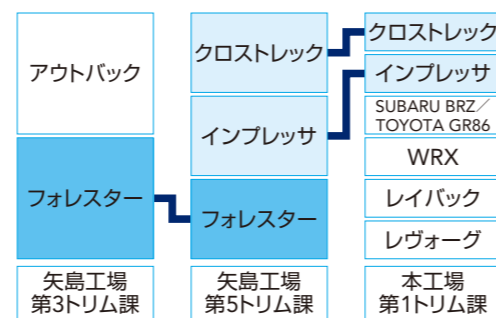 アウトバック
フォレスター
矢島工場
第3トリム課
クロストレック
インプレッサ
フォレスター
矢島工場
第5トリム課
クロストレック
インプレッサ
SUBARU BRZ／
TOYOTA GR86
WRX
レイバック
レヴォーグ
本工場
第1トリム課